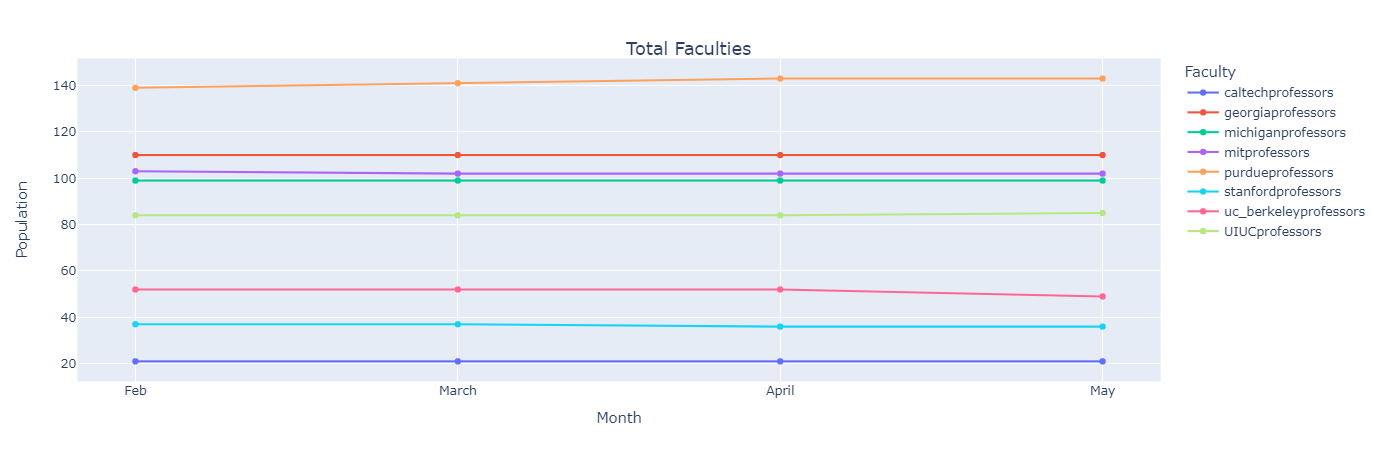 Total Faculties
Population
140
120
100
80
60
40
20
Feb March April May
Month
Faculty
caltechprofessors
georgiaprofessors
michiganprofessors
mitprofessors
purdueprofessors
stanfordprofessors
uc_berkeleyprofessors
UIUCprofessors